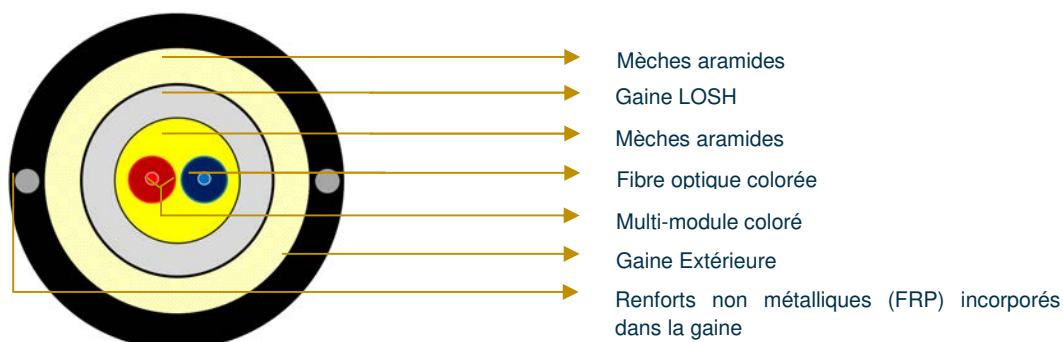 Mèches aramides
Gaine LOSH
Mèches aramides
Fibre optique colorée
Multi-module coloré
Gaine Extérieure
Renforts non métalliques (FRP) incorporés
dans la gaine